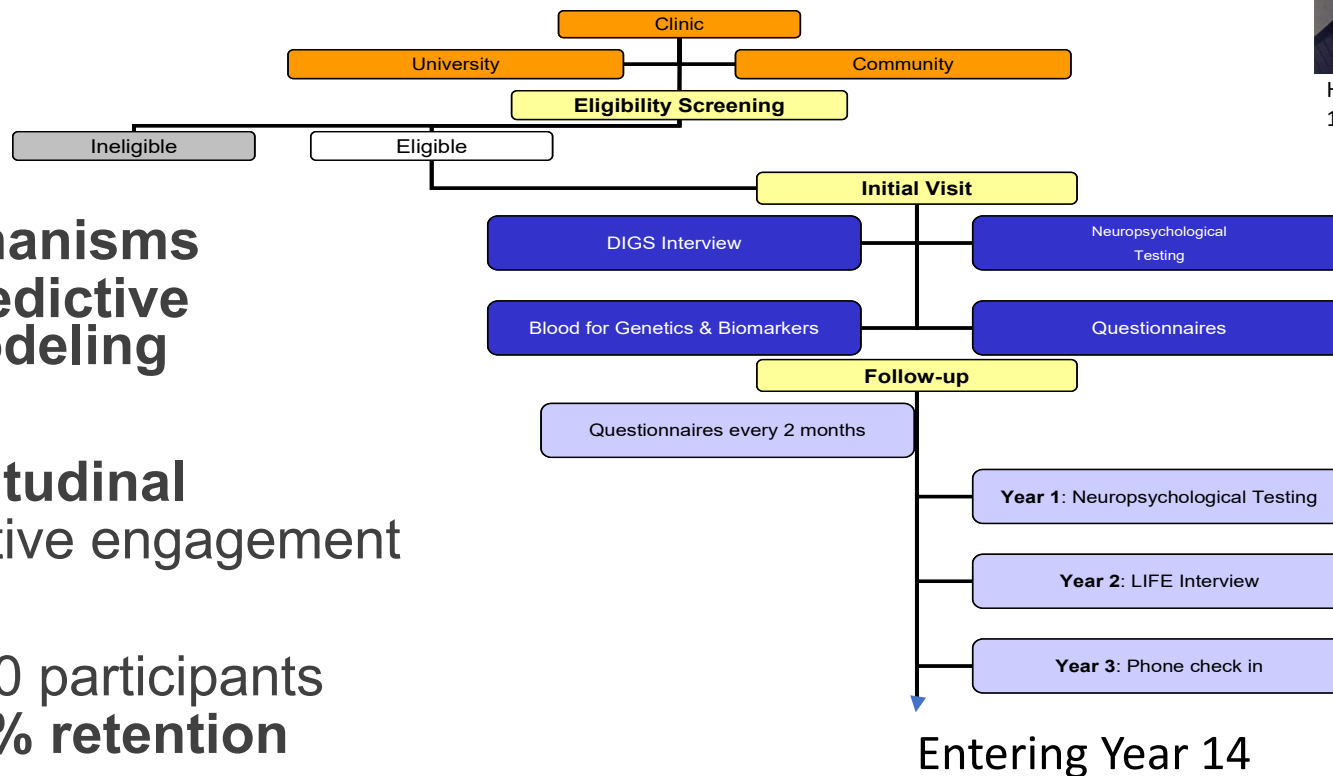 Clinic
University
Community
Eligibility Screening
Ineligible
Eligible
Initial Visit
DIGS Interview
Neuropsychological
Testing
Blood for Genetics & Biomarkers
Questionnaires
Follow-up
Questionnaires every 2 months
Year 1: Neuropsychological Testing
Year 2: LIFE Interview
Year 3: Phone check in
Entering Year 14
hanisms
edictive
odeling
itudinal
tive engagement
0 participants
% retention
H
1